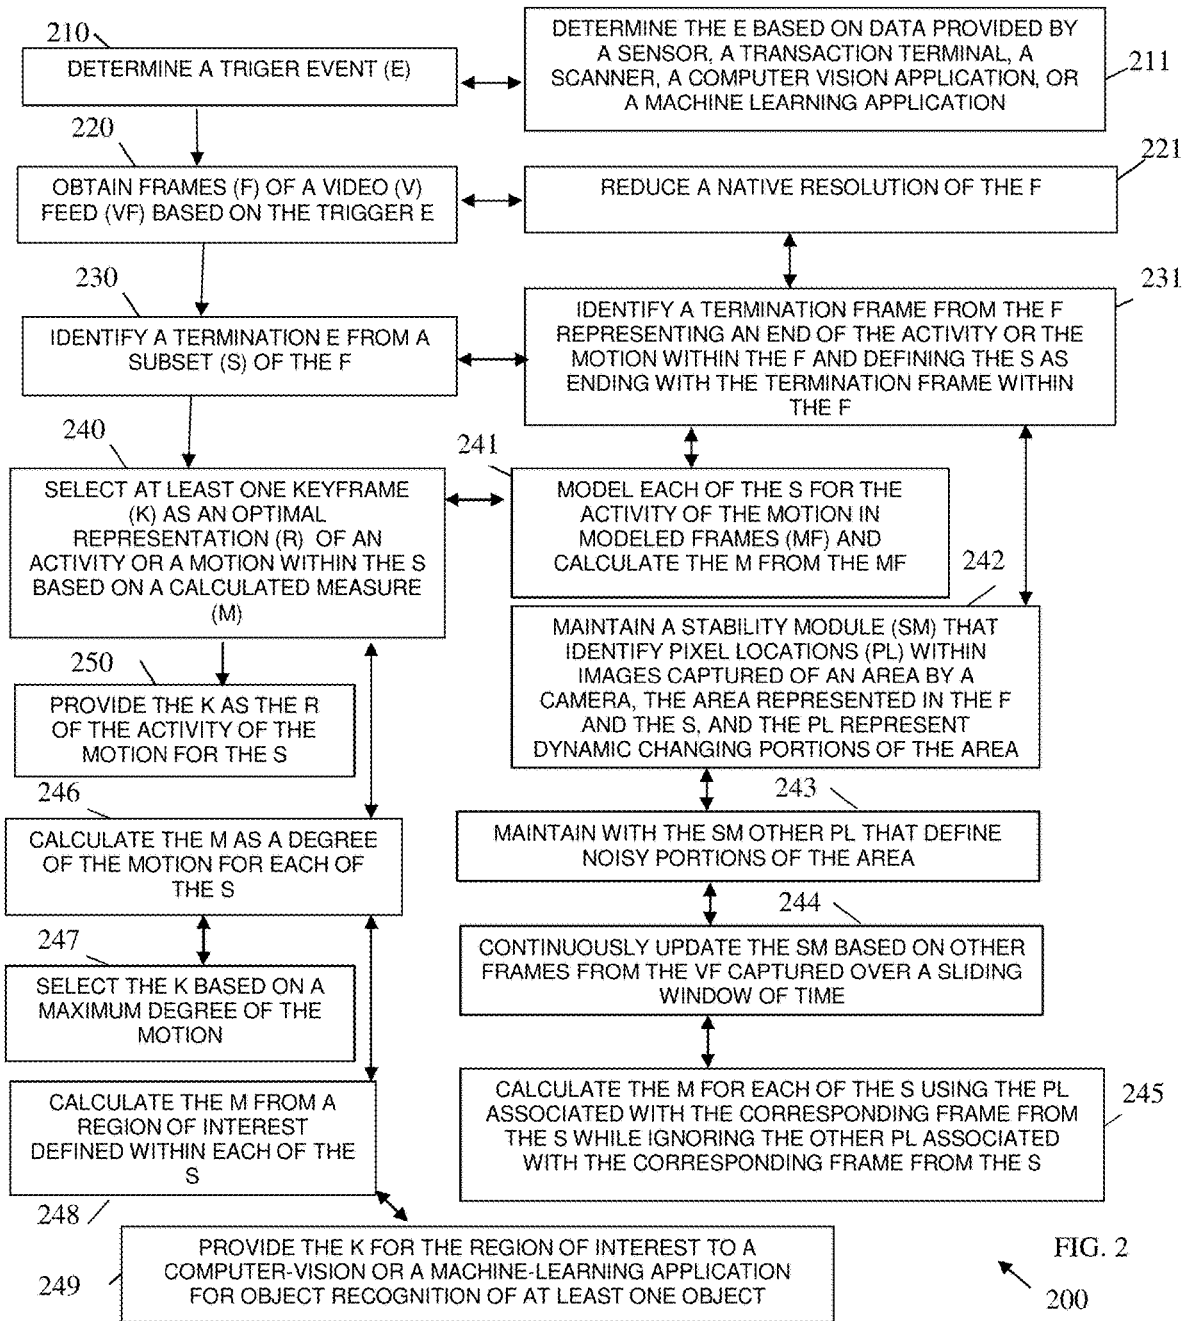 210
DETERMINE A TRIGER EVENT (E)
DETERMINE THE E BASED ON DATA PROVIDED BY
A SENSOR, A TRANSACTION TERMINAL, A
SCANNER, A COMPUTER VISION APPLICATION, OR
A MACHINE LEARNING APPLICATION
211
220
OBTAIN FRAMES (F) OF A VIDEO (V)
FEED (VF) BASED ON THE TRIGGER E
221
REDUCE A NATIVE RESOLUTION OF THE F
230
IDENTIFY A TERMINATION E FROM A
SUBSET (S) OF THE F
231
IDENTIFY A TERMINATION FRAME FROM THE F
REPRESENTING AN END OF THE ACTIVITY OR THE
MOTION WITHIN THE F AND DEFINING THE S AS
ENDING WITH THE TERMINATION FRAME WITHIN
THE F
240
SELECT AT LEAST ONE KEYFRAME
(K) AS AN OPTIMAL
REPRESENTATION (R) OF AN
ACTIVITY OR A MOTION WITHIN THE S
BASED ON A CALCULATED MEASURE
(M)
241
MODEL EACH OF THE S FOR THE
ACTIVITY OF THE MOTION IN
MODELED FRAMES (MF) AND
CALCULATE THE M FROM THE MF
242
MAINTAIN A STABILITY MODULE (SM) THAT
IDENTIFY PIXEL LOCATIONS (PL) WITHIN
IMAGES CAPTURED OF AN AREA BY A
CAMERA, THE AREA REPRESENTED IN THE F
AND THE S, AND THE PL REPRESENT
DYNAMIC CHANGING PORTIONS OF THE AREA
250
PROVIDE THE K AS THE R
OF THE ACTIVITY OF THE
MOTION FOR THE S
243
MAINTAIN WITH THE SM OTHER PL THAT DEFINE
NOISY PORTIONS OF THE AREA
246
CALCULATE THE M AS A DEGREE
OF THE MOTION FOR EACH OF
THE S
244
CONTINUOUSLY UPDATE THE SM BASED ON OTHER
FRAMES FROM THE VF CAPTURED OVER A SLIDING
WINDOW OF TIME
247
SELECT THE K BASED ON A
MAXIMUM DEGREE OF THE
MOTION
245
CALCULATE THE M FOR EACH OF THE S USING THE PL
ASSOCIATED WITH THE CORRESPONDING FRAME FROM
THE S WHILE IGNORING THE OTHER PL ASSOCIATED
WITH THE CORRESPONDING FRAME FROM THE S
CALCULATE THE M FROM A
REGION OF INTEREST
DEFINED WITHIN EACH OF THE
S
248
PROVIDE THE K FOR THE REGION OF INTEREST TO A
COMPUTER-VISION OR A MACHINE-LEARNING APPLICATION
FOR OBJECT RECOGNITION OF AT LEAST ONE OBJECT
249
FIG. 2
200